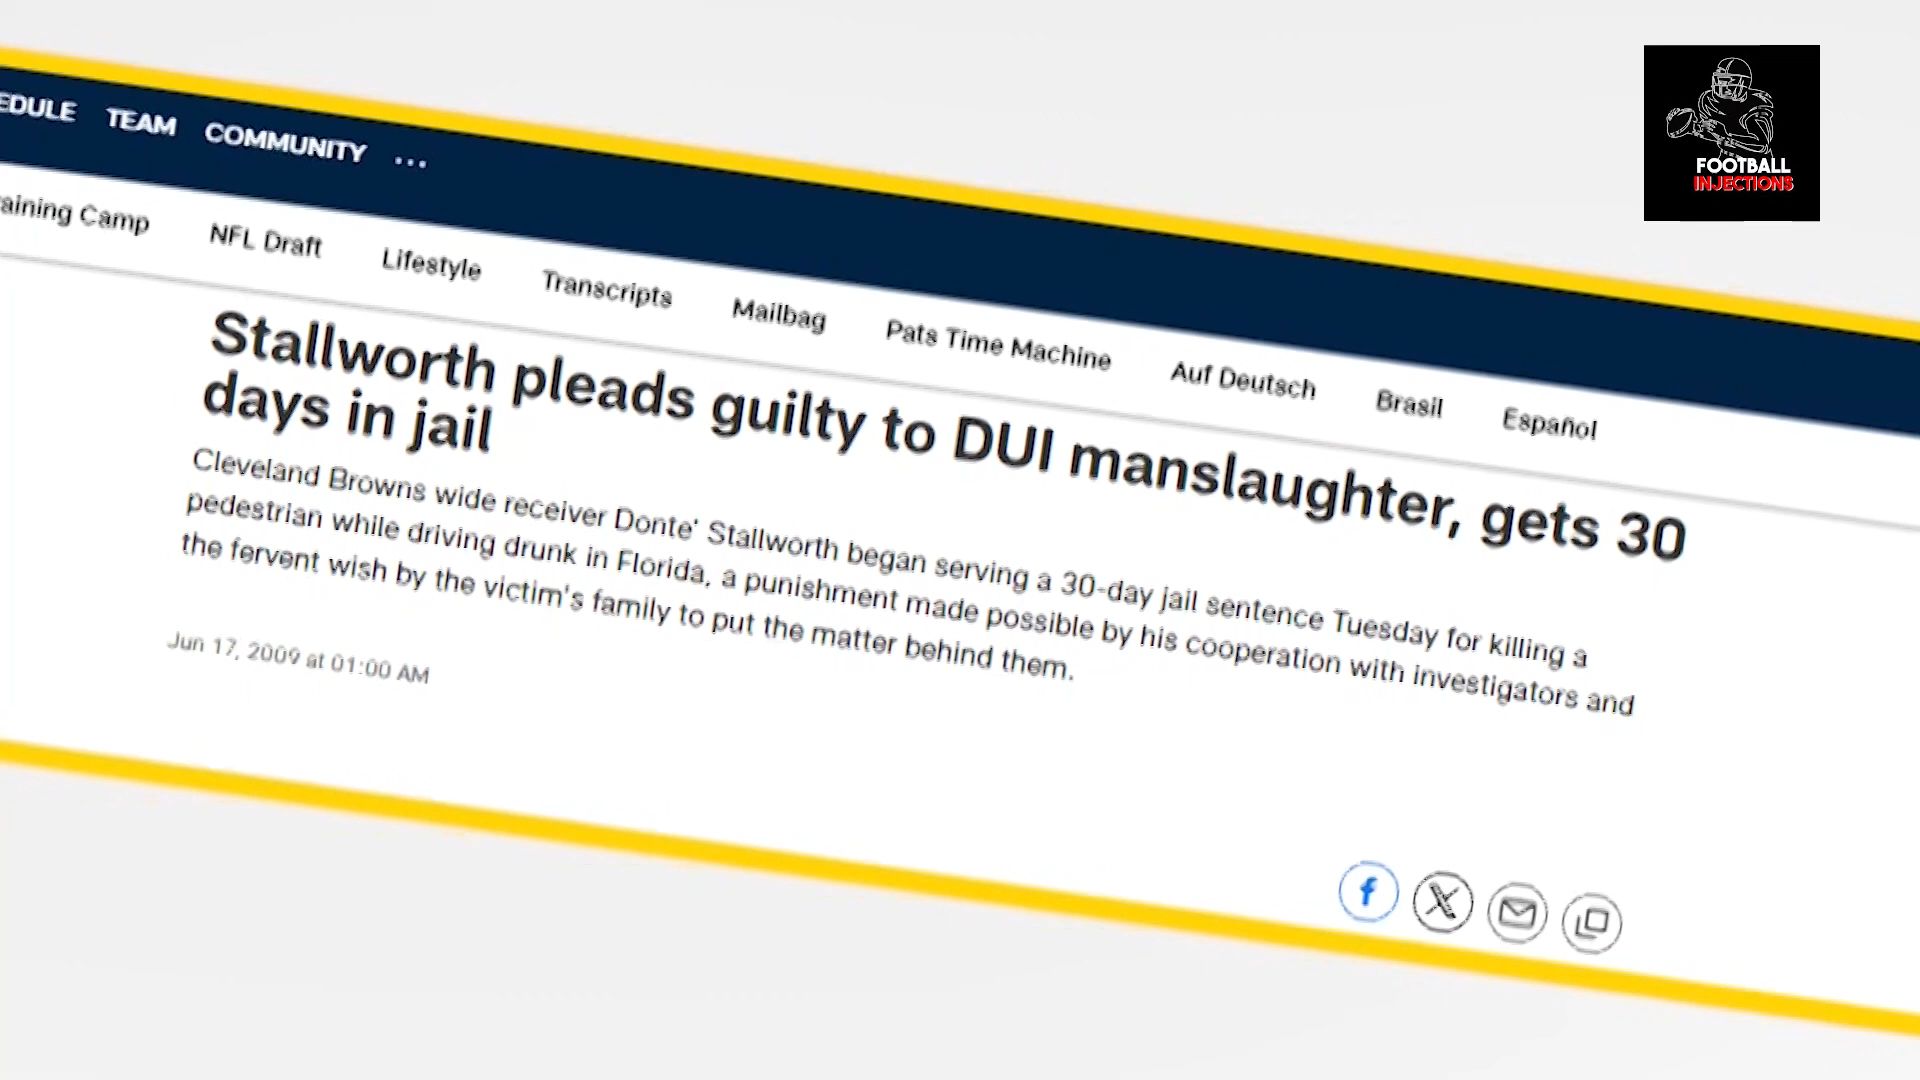 EDULE TEAM COMMUNITY ...
FOOTBALL
INJECTIONS
raining Camp NFL Draft Lifestyle Transcripts Mailbag Pats Time Machine Auf Deutsch Brasil Español
Stallworth pleads guilty to DUI manslaughter, gets 30
days in jail
Cleveland Browns wide receiver Donte' Stallworth began serving a 30-day jail sentence Tuesday for killing a
pedestrian while driving drunk in Florida, a punishment made possible by his cooperation with investigators and
the fervent wish by the victim's family to put the matter behind them.
Jun 17, 2009 at 01:00 AM